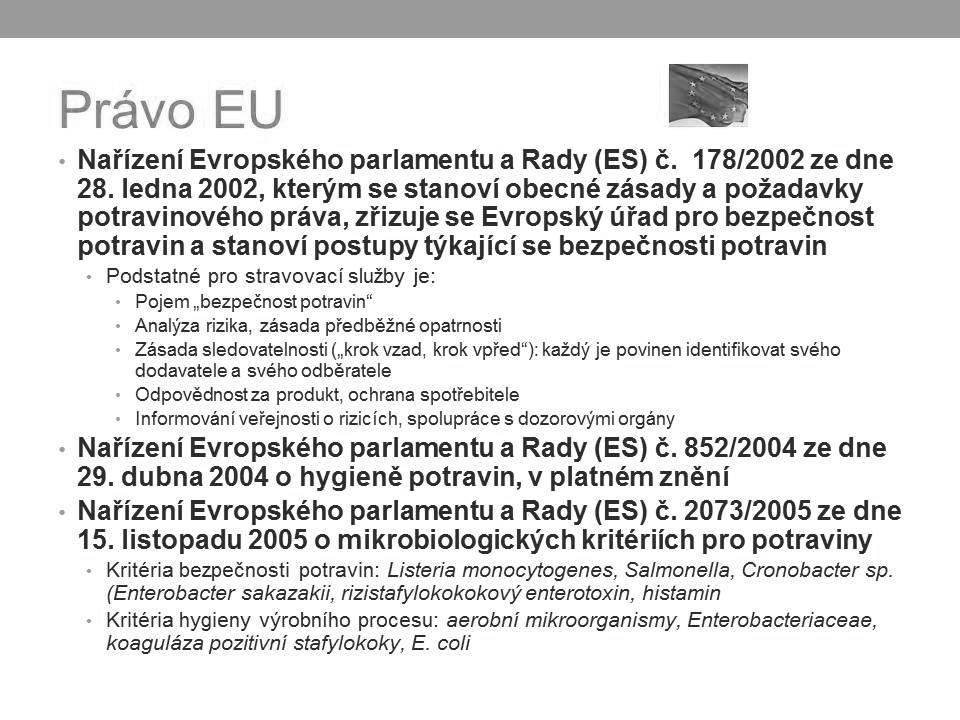 Právo EU
• Nařízení Evropského parlamentu a Rady (ES) č.  178/2002 ze dne
28. ledna 2002, kterým se stanoví obecné zásady a požadavky
potravinového práva, zřizuje se Evropský úřad pro bezpečnost
potravin a stanoví postupy týkající se bezpečnosti potravin
• Podstatné pro stravovací služby je:
• Pojem „bezpečnost potravin“
• Analýza rizika, zásada předběžné opatrnosti
• Zásada sledovatelnosti („krok vzad, krok vpřed“): každý je povinen identifikovat svého
dodavatele a svého odběratele
• Odpovědnost za produkt, ochrana spotřebitele
• Informování veřejnosti o rizicích, spolupráce s dozorovými orgány
• Nařízení Evropského parlamentu a Rady (ES) č. 852/2004 ze dne
29. dubna 2004 o hygieně potravin, v platném znění
• Nařízení Evropského parlamentu a Rady (ES) č. 2073/2005 ze dne
15. listopadu 2005 o mikrobiologických kritériích pro potraviny
• Kritéria bezpečnosti potravin: Listeria monocytogenes, Salmonella, Cronobacter sp.
(Enterobacter sakazakii, rizistafylokokokový enterotoxin, histamin
• Kritéria hygieny výrobního procesu: aerobní mikroorganismy, Enterobacteriaceae,
koaguláza pozitivní stafylokoky, E. coli